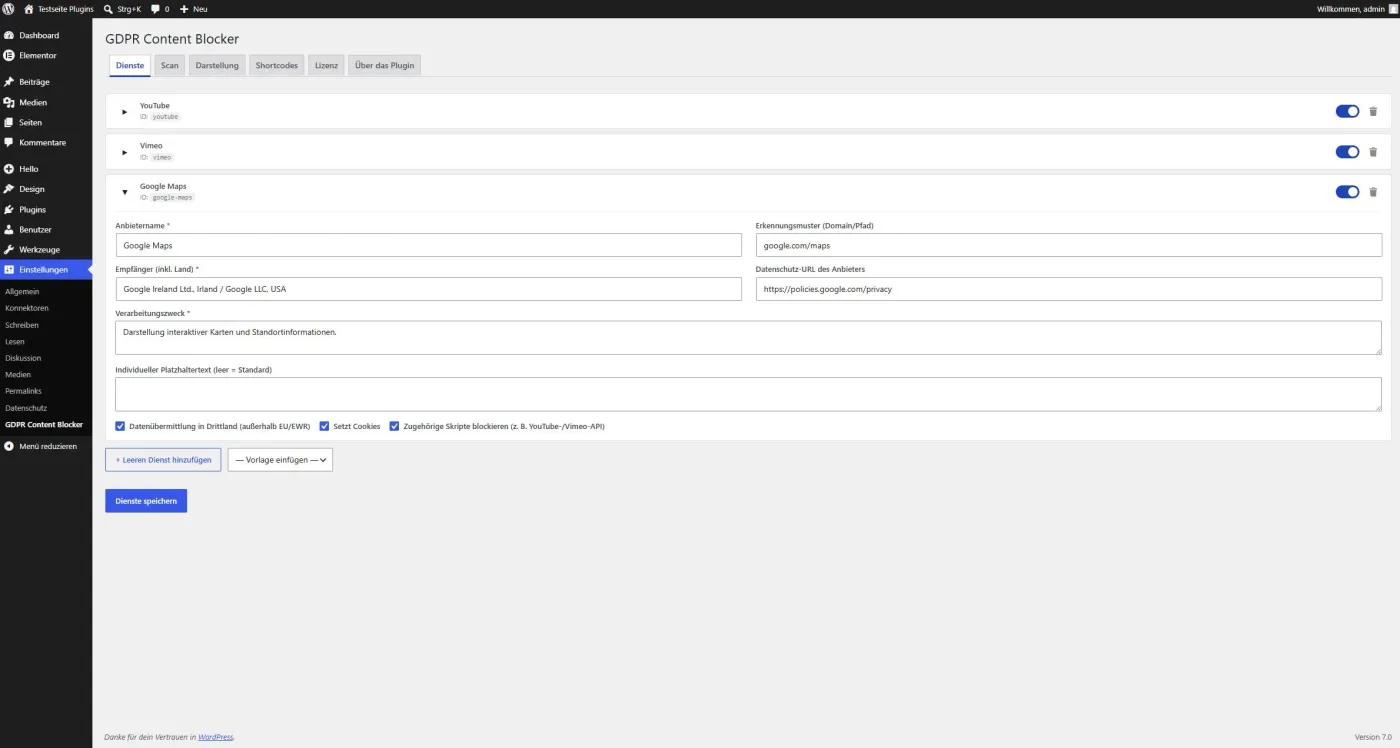 Testseite Plugins Strg+K 0 Neu Willkommen, admin
Dashboard
Elementor
Beiträge
Medien
Seiten
Kommentare
Hello
Design
Plugins
Benutzer
Werkzeuge
Einstellungen
Allgemein
Konnektoren
Schreiben
Lesen
Diskussion
Medien
Permalinks
Datenschutz
GDPR Content Blocker
Menü reduzieren
GDPR Content Blocker
Dienste Scan Darstellung Shortcodes Lizenz Über das Plugin
YouTube
ID: youtube
Vimeo
ID: vimeo
Google Maps
ID: google-maps
Anbietername * Erkennungsmuster (Domain/Pfad)
Google Maps google.com/maps
Empfänger (inkl. Land) * Datenschutz-URL des Anbieters
Google Ireland Ltd., Irland / Google LLC, USA https://policies.google.com/privacy
Verarbeitungszweck *
Darstellung interaktiver Karten und Standortinformationen.
Individueller Platzhaltertext (leer = Standard)
Datenübermittlung in Drittland (außerhalb EU/EWR) Setzt Cookies Zugehörige Skripte blockieren (z. B. YouTube-/Vimeo-API)
+ Leeren Dienst hinzufügen — Vorlage einfügen —
Dienste speichern
Danke für dein Vertrauen in WordPress. Version 7.0